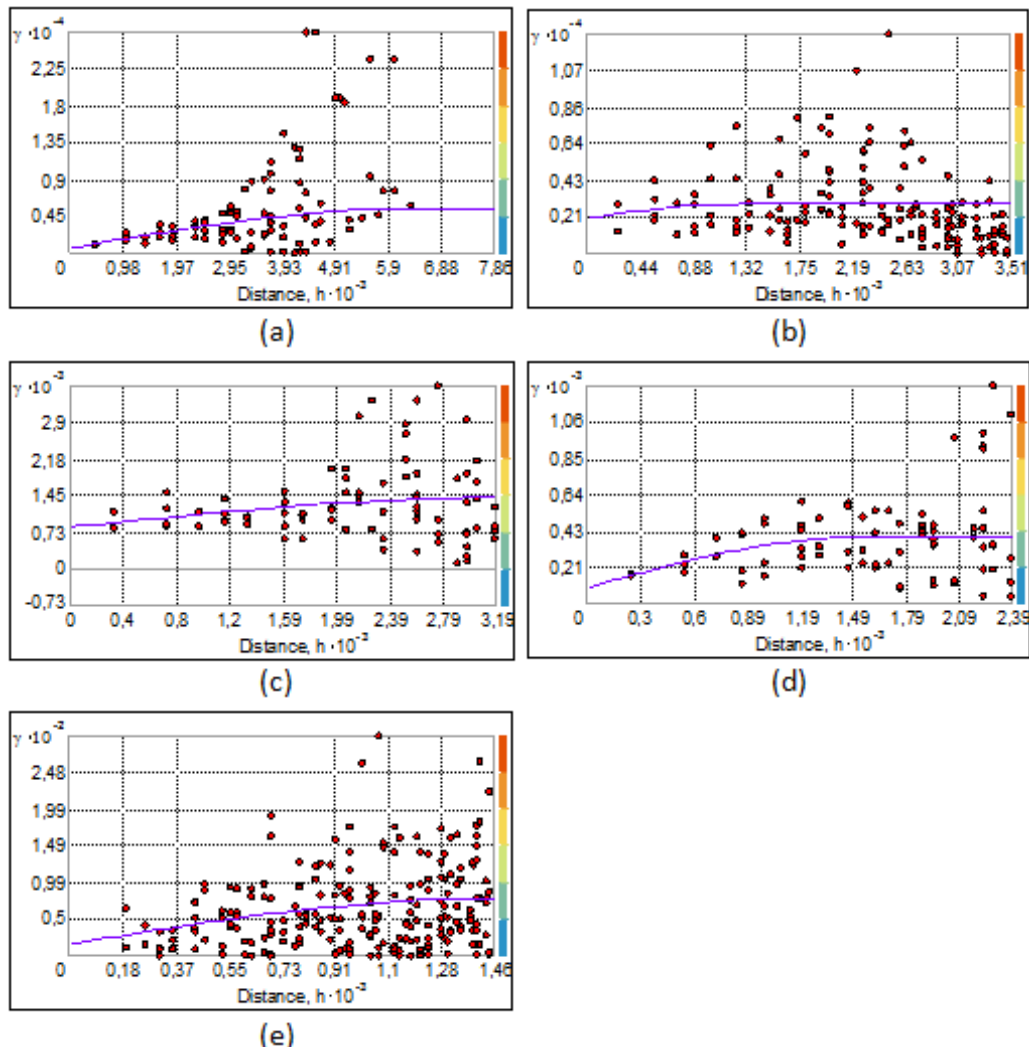 γ ·10⁻⁴
2,25
1,8
1,35
0,9
0,45
0 0,98 1,97 2,95 3,93 4,91 5,9 6,88 7,86
Distance, h ·10⁻³
(a)
γ ·10⁻⁴
1,07
0,86
0,64
0,43
0,21
0 0,44 0,88 1,32 1,75 2,19 2,63 3,07 3,51
Distance, h ·10⁻³
(b)
γ ·10⁻²
2,9
2,18
1,45
0,73
0
-0,73
0 0,4 0,8 1,2 1,59 1,99 2,39 2,79 3,19
Distance, h ·10⁻³
(c)
γ ·10⁻²
1,06
0,85
0,64
0,43
0,21
0 0,3 0,6 0,89 1,19 1,49 1,79 2,09 2,39
Distance, h ·10⁻³
(d)
γ ·10⁻²
2,48
1,99
1,49
0,99
0,5
0 0,18 0,37 0,55 0,73 0,91 1,1 1,28 1,46
Distance, h ·10⁻³
(e)